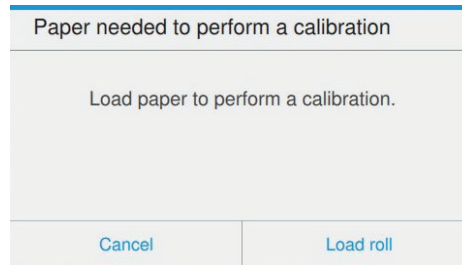 Paper needed to perform a calibration
Load paper to perform a calibration.
Cancel
Load roll